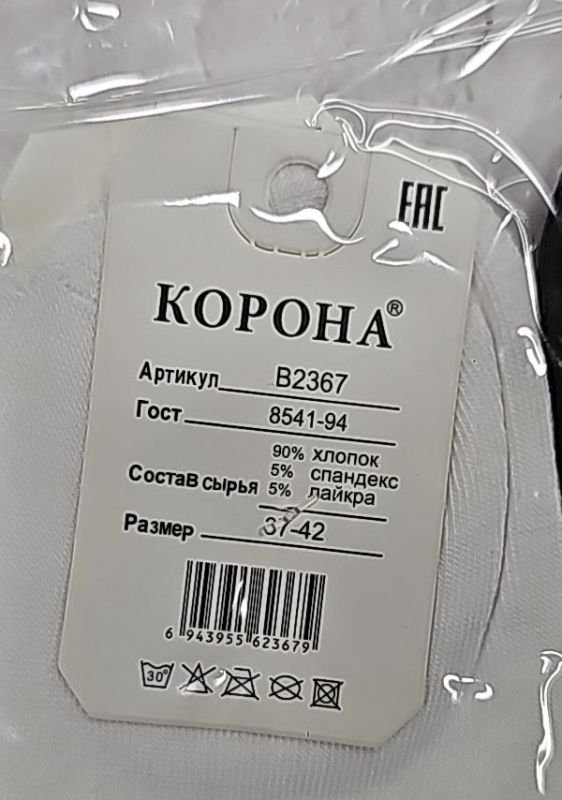 EAC
КОРОНА®
Артикул B2367
Гост 8541-94
90% хлопок
5% спандекс
Состав сырья 5% лайкра
Размер 37-42
6 943955 623679
30°